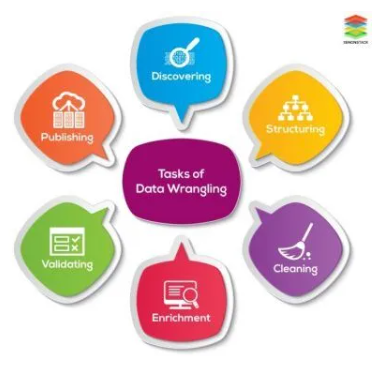 Discovering
Publishing
Structuring
Tasks of
Data Wrangling
Validating
Cleaning
Enrichment